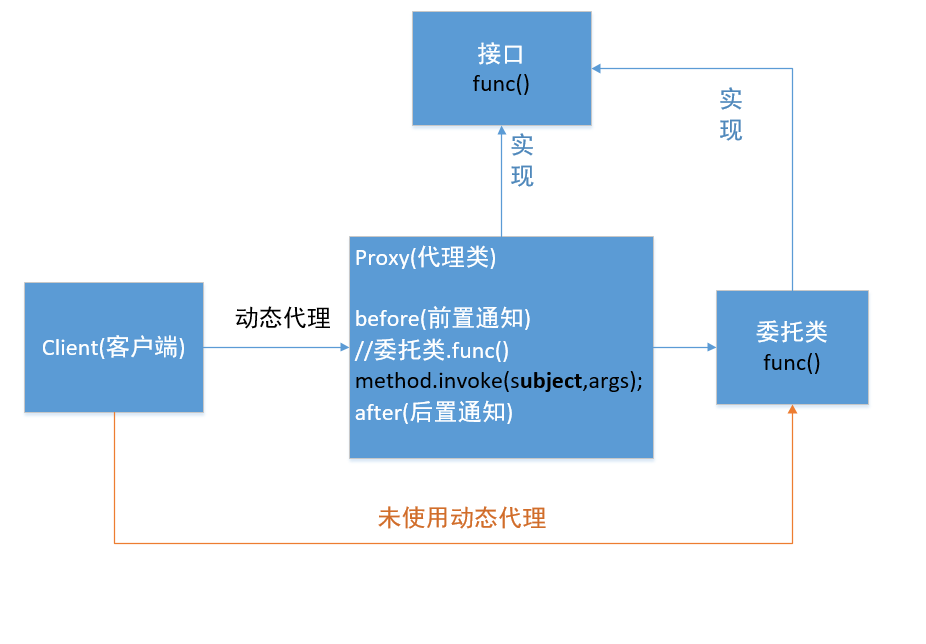 接口
func()
实
现
实
现
Proxy(代理类)
before(前置通知)
//委托类.func()
method.invoke(subject,args);
after(后置通知)
动态代理
Client(客户端)
委托类
func()
未使用动态代理